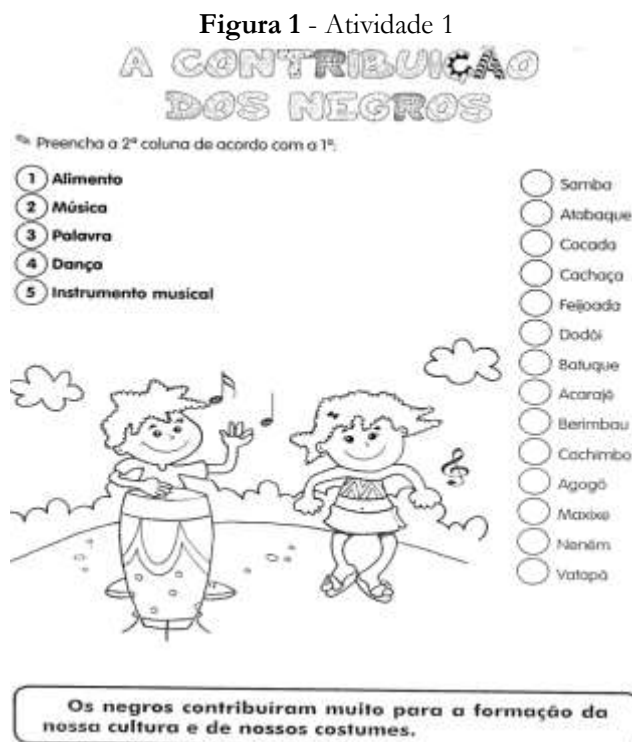 Figura 1 - Atividade 1
A CONTRIBUIÇÃO
DOS NEGROS
Preencha a 2ª coluna de acordo com a 1ª:
1 Alimento
2 Música
3 Palavra
4 Dança
5 Instrumento musical
Samba
Atabaque
Cocada
Cachaça
Feijoada
Dodói
Batuque
Acarajé
Berimbau
Cachimbo
Agogô
Maxixe
Neném
Vatapá
Os negros contribuíram muito para a formação da
nossa cultura e de nossos costumes.